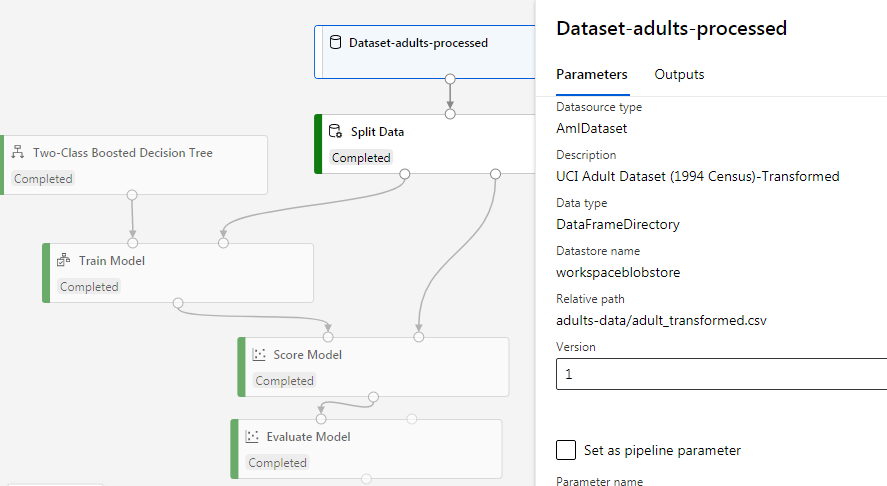 Dataset-adults-processed
Split Data
Completed
Two-Class Boosted Decision Tree
Completed
Train Model
Completed
Score Model
Completed
Evaluate Model
Completed
Dataset-adults-processed
Parameters
Outputs
Datasource type
AmlDataset
Description
UCI Adult Dataset (1994 Census)-Transformed
Data type
DataFrameDirectory
Datastore name
workspaceblobstore
Relative path
adults-data/adult_transformed.csv
Version
1
Set as pipeline parameter
Parameter name